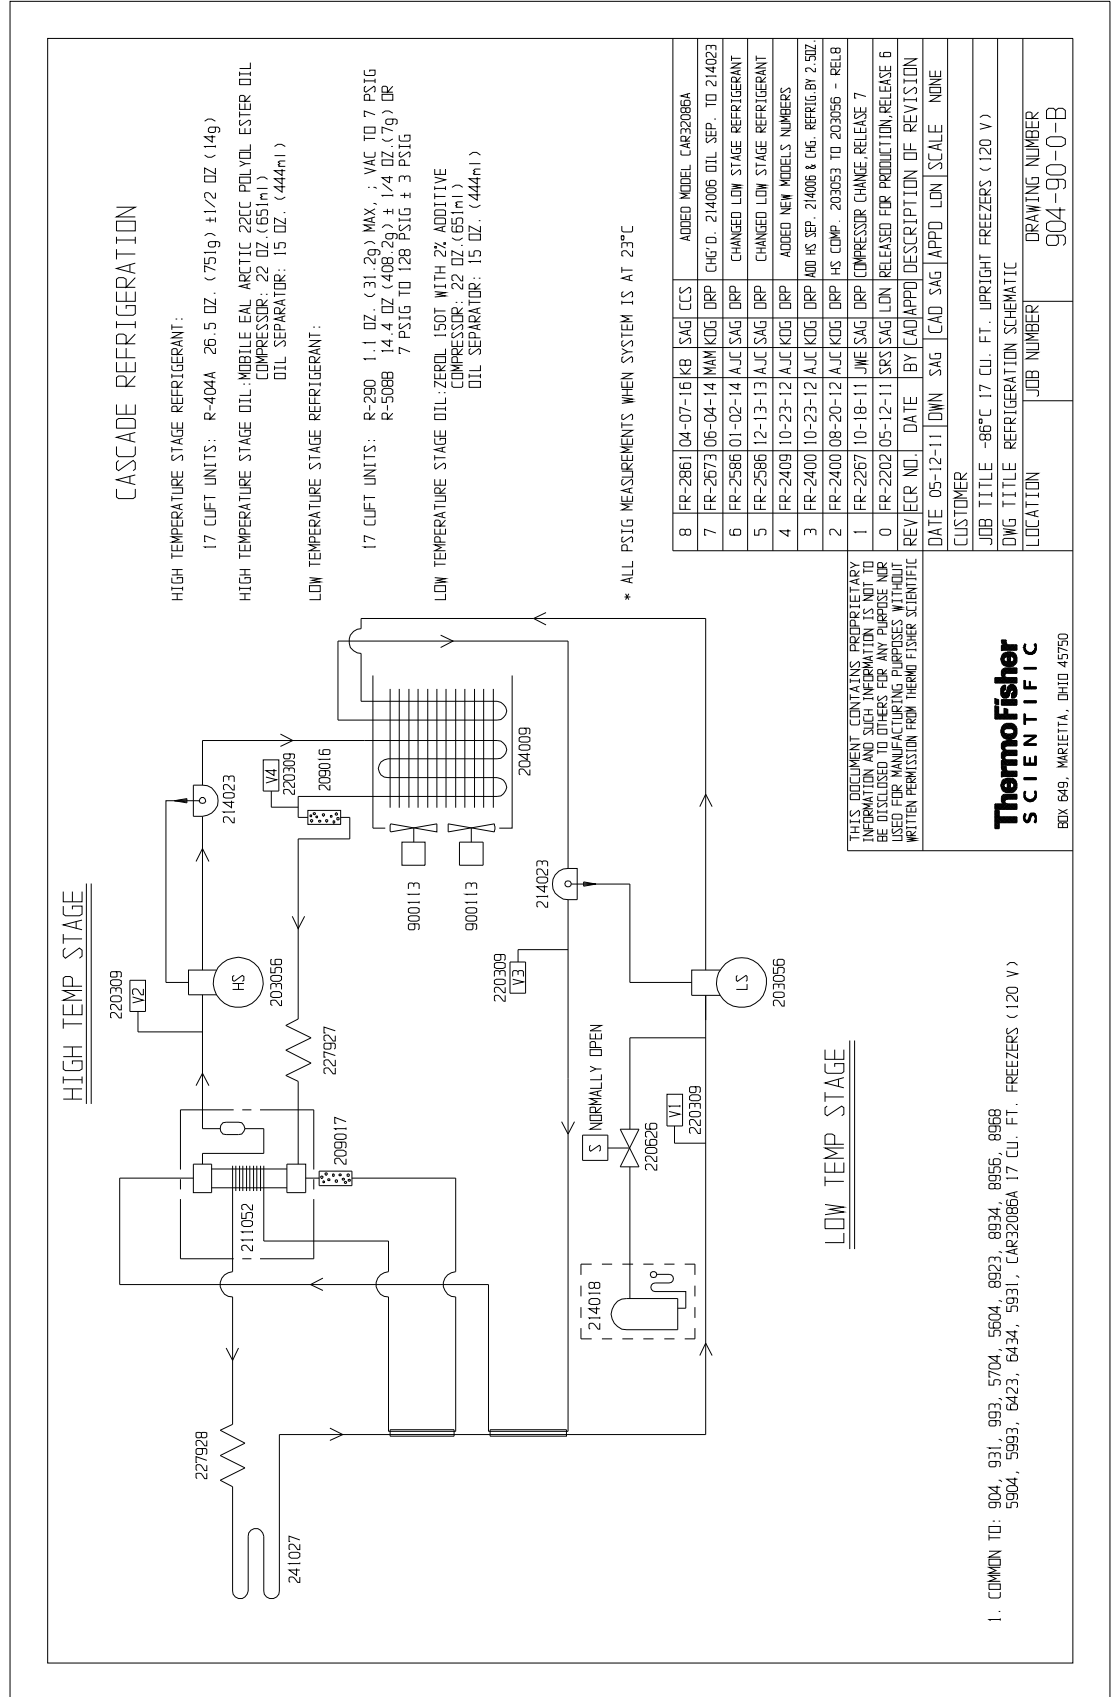 CASCADE REFRIGERATION
HIGH TEMPERATURE STAGE REFRIGERANT:
17 CUFT UNITS: R-404A 26.5 OZ. (751g) ±1/2 OZ (14g)
HIGH TEMPERATURE STAGE OIL:MOBILE EAL ARCTIC 22CC POLYOL ESTER OIL
COMPRESSOR: 22 OZ.(651ml)
OIL SEPARATOR: 15 OZ. (444ml)
LOW TEMPERATURE STAGE REFRIGERANT:
17 CUFT UNITS: R-290 1.1 OZ. (31.2g) MAX, ; VAC TO 7 PSIG
R-508B 14.4 OZ (408.2g) ± 1/4 OZ.(7g) OR
7 PSIG TO 128 PSIG ± 3 PSIG
LOW TEMPERATURE STAGE OIL:ZEROL 150T WITH 2% ADDITIVE
COMPRESSOR: 22 OZ.(651ml)
OIL SEPARATOR: 15 OZ. (444ml)
* ALL PSIG MEASUREMENTS WHEN SYSTEM IS AT 23°C
HIGH TEMP STAGE
220309
V2
HS
203056
214023
V4
220309
209016
204009
900113
900113
227927
209017
211052
227928
241027
214023
220309
V3
LS
203056
S NORMALLY OPEN
220626
V1
220309
214018
LOW TEMP STAGE
1. COMMON TO: 904, 931, 993, 5704, 5604, 8923, 8934, 8956, 8968
5904, 5993, 6423, 6434, 5931, CAR32086A 17 CU. FT. FREEZERS (120 V)
8 FR-2861 04-07-16 KB SAG CCS ADDED MODEL CAR32086A
7 FR-2673 06-04-14 MAM KDG DRP CHG'D. 214006 OIL SEP. TO 214023
6 FR-2586 01-02-14 AJC SAG DRP CHANGED LOW STAGE REFRIGERANT
5 FR-2586 12-13-13 AJC SAG DRP CHANGED LOW STAGE REFRIGERANT
4 FR-2409 10-23-12 AJC KDG DRP ADDED NEW MODELS NUMBERS
3 FR-2400 10-23-12 AJC KDG DRP ADD HS SEP. 214006 & CHG. REFRIG.BY 2.5OZ.
2 FR-2400 08-20-12 AJC KDG DRP HS COMP. 203053 TO 203056 - REL8
1 FR-2267 10-18-11 JWE SAG DRP COMPRESSOR CHANGE,RELEASE 7
0 FR-2202 05-12-11 SRS SAG LDN RELEASED FOR PRODUCTION,RELEASE 6
REV ECR NO. DATE BY CAD APPD DESCRIPTION OF REVISION
DATE 05-12-11 DWN SAG CAD SAG APPD LDN SCALE NONE
CUSTOMER
JOB TITLE -86°C 17 CU. FT. UPRIGHT FREEZERS (120 V)
DWG TITLE REFRIGERATION SCHEMATIC
LOCATION JOB NUMBER DRAWING NUMBER
904-90-0-B
THIS DOCUMENT CONTAINS PROPRIETARY
INFORMATION AND SUCH INFORMATION IS NOT TO
BE DISCLOSED TO OTHERS FOR ANY PURPOSE NOR
USED FOR MANUFACTURING PURPOSES WITHOUT
WRITTEN PERMISSION FROM THERMO FISHER SCIENTIFIC
ThermoFisher
SCIENTIFIC
BOX 649, MARIETTA, OHIO 45750